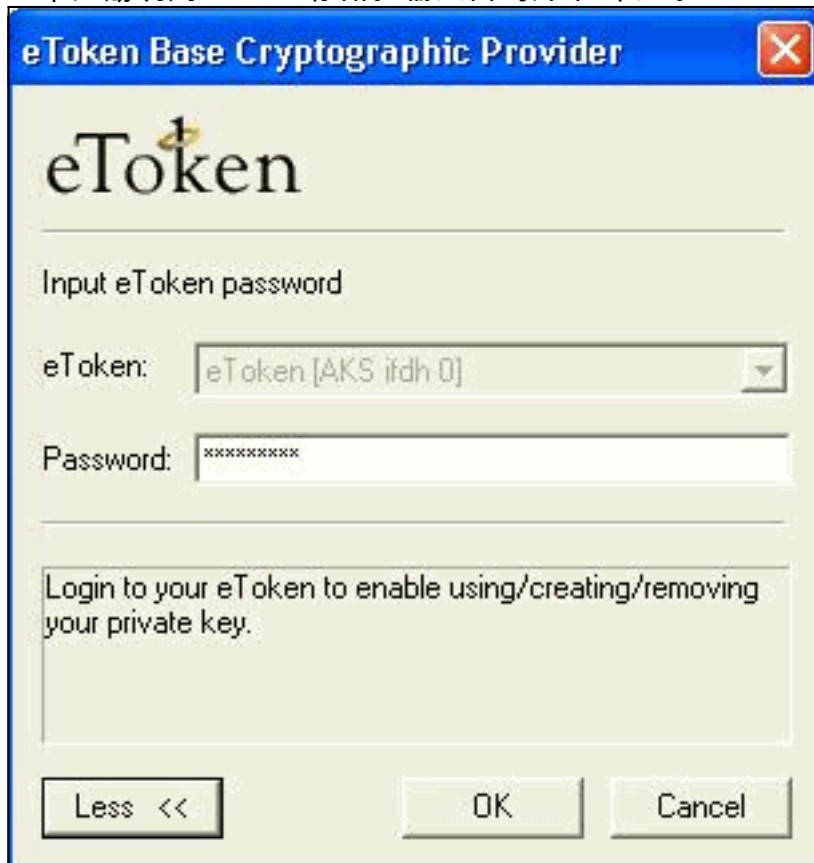 eToken Base Cryptographic Provider
eToken
Input eToken password
eToken: eToken [AKS ifdh 0]
Password: *********
Login to your eToken to enable using/creating/removing
your private key.
Less <<
OK
Cancel